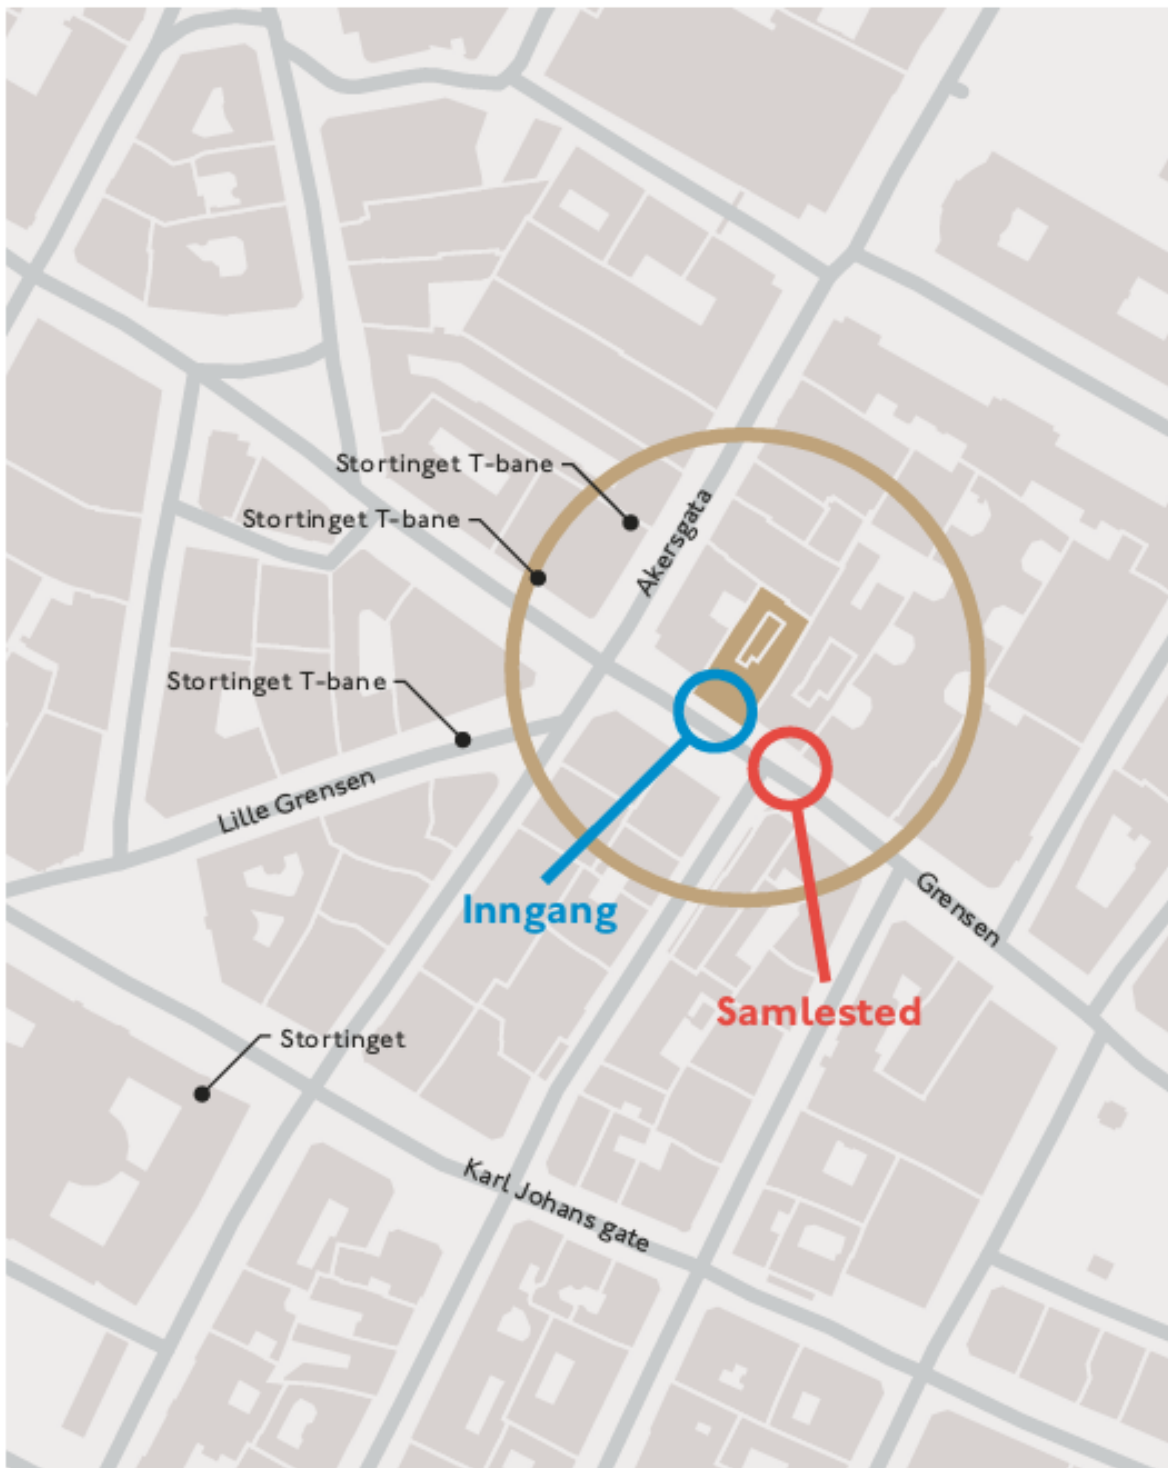 Stortinget T-bane
Stortinget T-bane
Akersgata
Stortinget T-bane
Lille Grensen
Inngang
Grensen
Samlested
Stortinget
Karl Johans gate